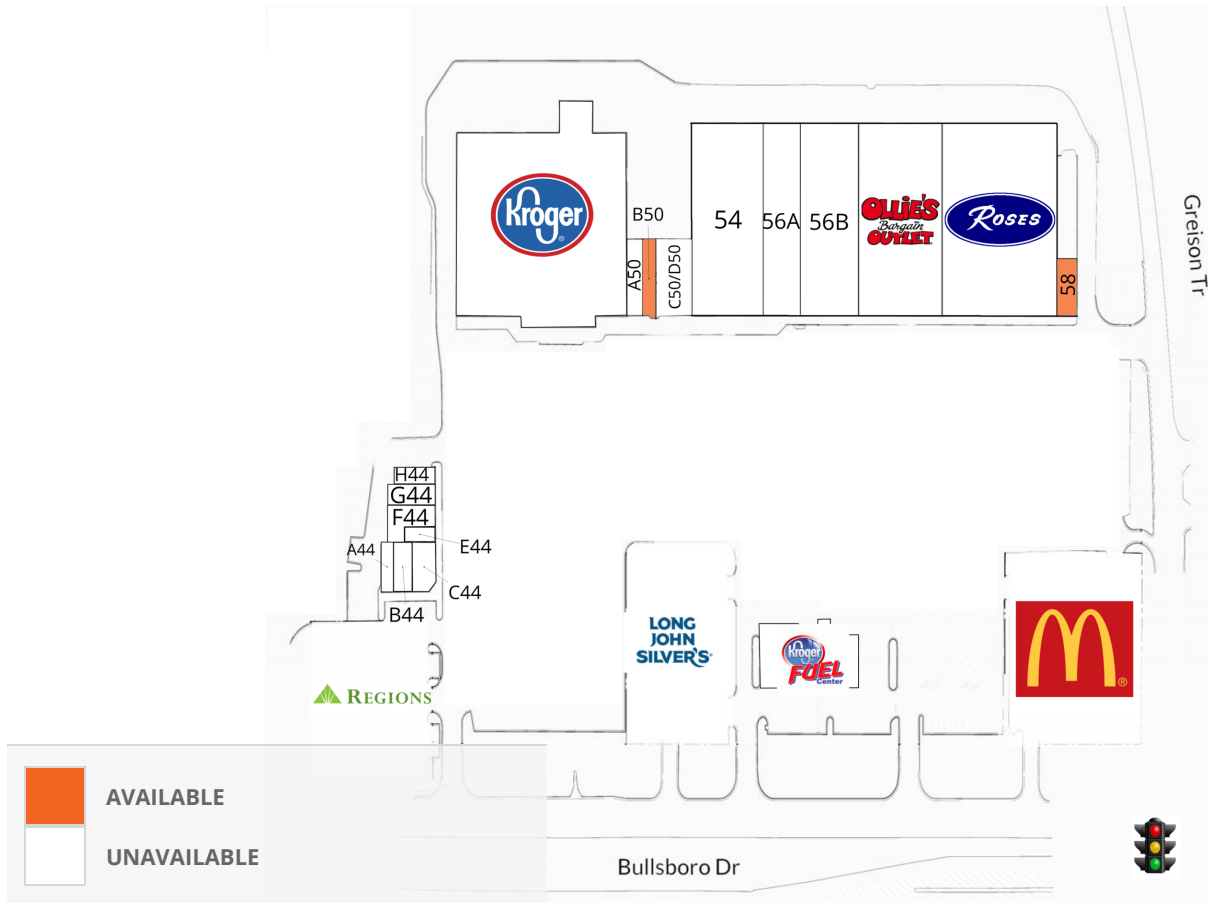 B50
Kroger
®
54
56A
56B
OLLIE'S
Bargain
OUTLET
ROSES
Greison Tr
A50
C50/D50
58
H44
G44
F44
A44
E44
C44
B44
LONG
JOHN
SILVER'S
Kroger
FUEL
Center
®
REGIONS
AVAILABLE
UNAVAILABLE
Bullsboro Dr